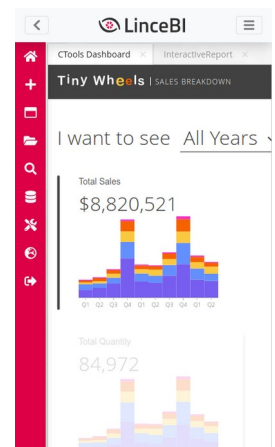 LinceBI
CTools Dashboard × InteractiveReport ×
Tiny Wheels | SALES BREAKDOWN
I want to see All Years
Total Sales
$8,820,521
Q1 Q2 Q3 Q4 Q1 Q2 Q3 Q4 Q1 Q2
Total Quantity
84,972